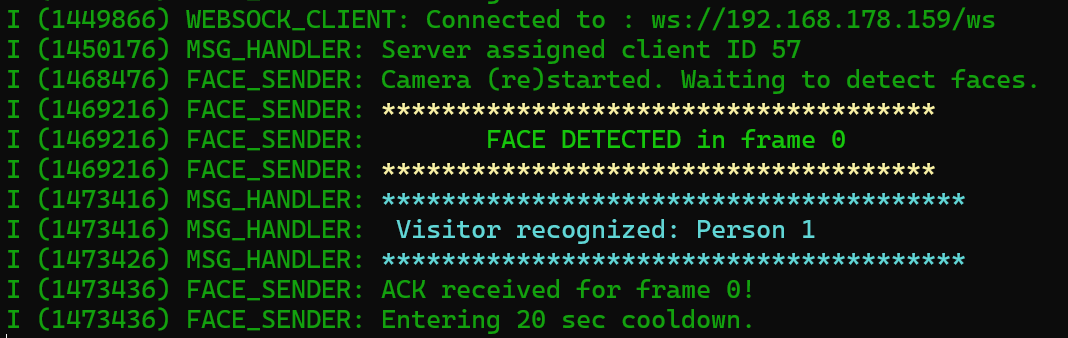 I (1449866) WEBSOCK_CLIENT: Connected to : ws://192.168.178.159/ws
I (1450176) MSG_HANDLER: Server assigned client ID 57
I (1468476) FACE_SENDER: Camera (re)started. Waiting to detect faces.
I (1469216) FACE_SENDER: *************************************
I (1469216) FACE_SENDER:        FACE DETECTED in frame 0
I (1469216) FACE_SENDER: *************************************
I (1473416) MSG_HANDLER: ***************************************
I (1473416) MSG_HANDLER:  Visitor recognized: Person 1
I (1473426) MSG_HANDLER: ***************************************
I (1473436) FACE_SENDER: ACK received for frame 0!
I (1473436) FACE_SENDER: Entering 20 sec cooldown.